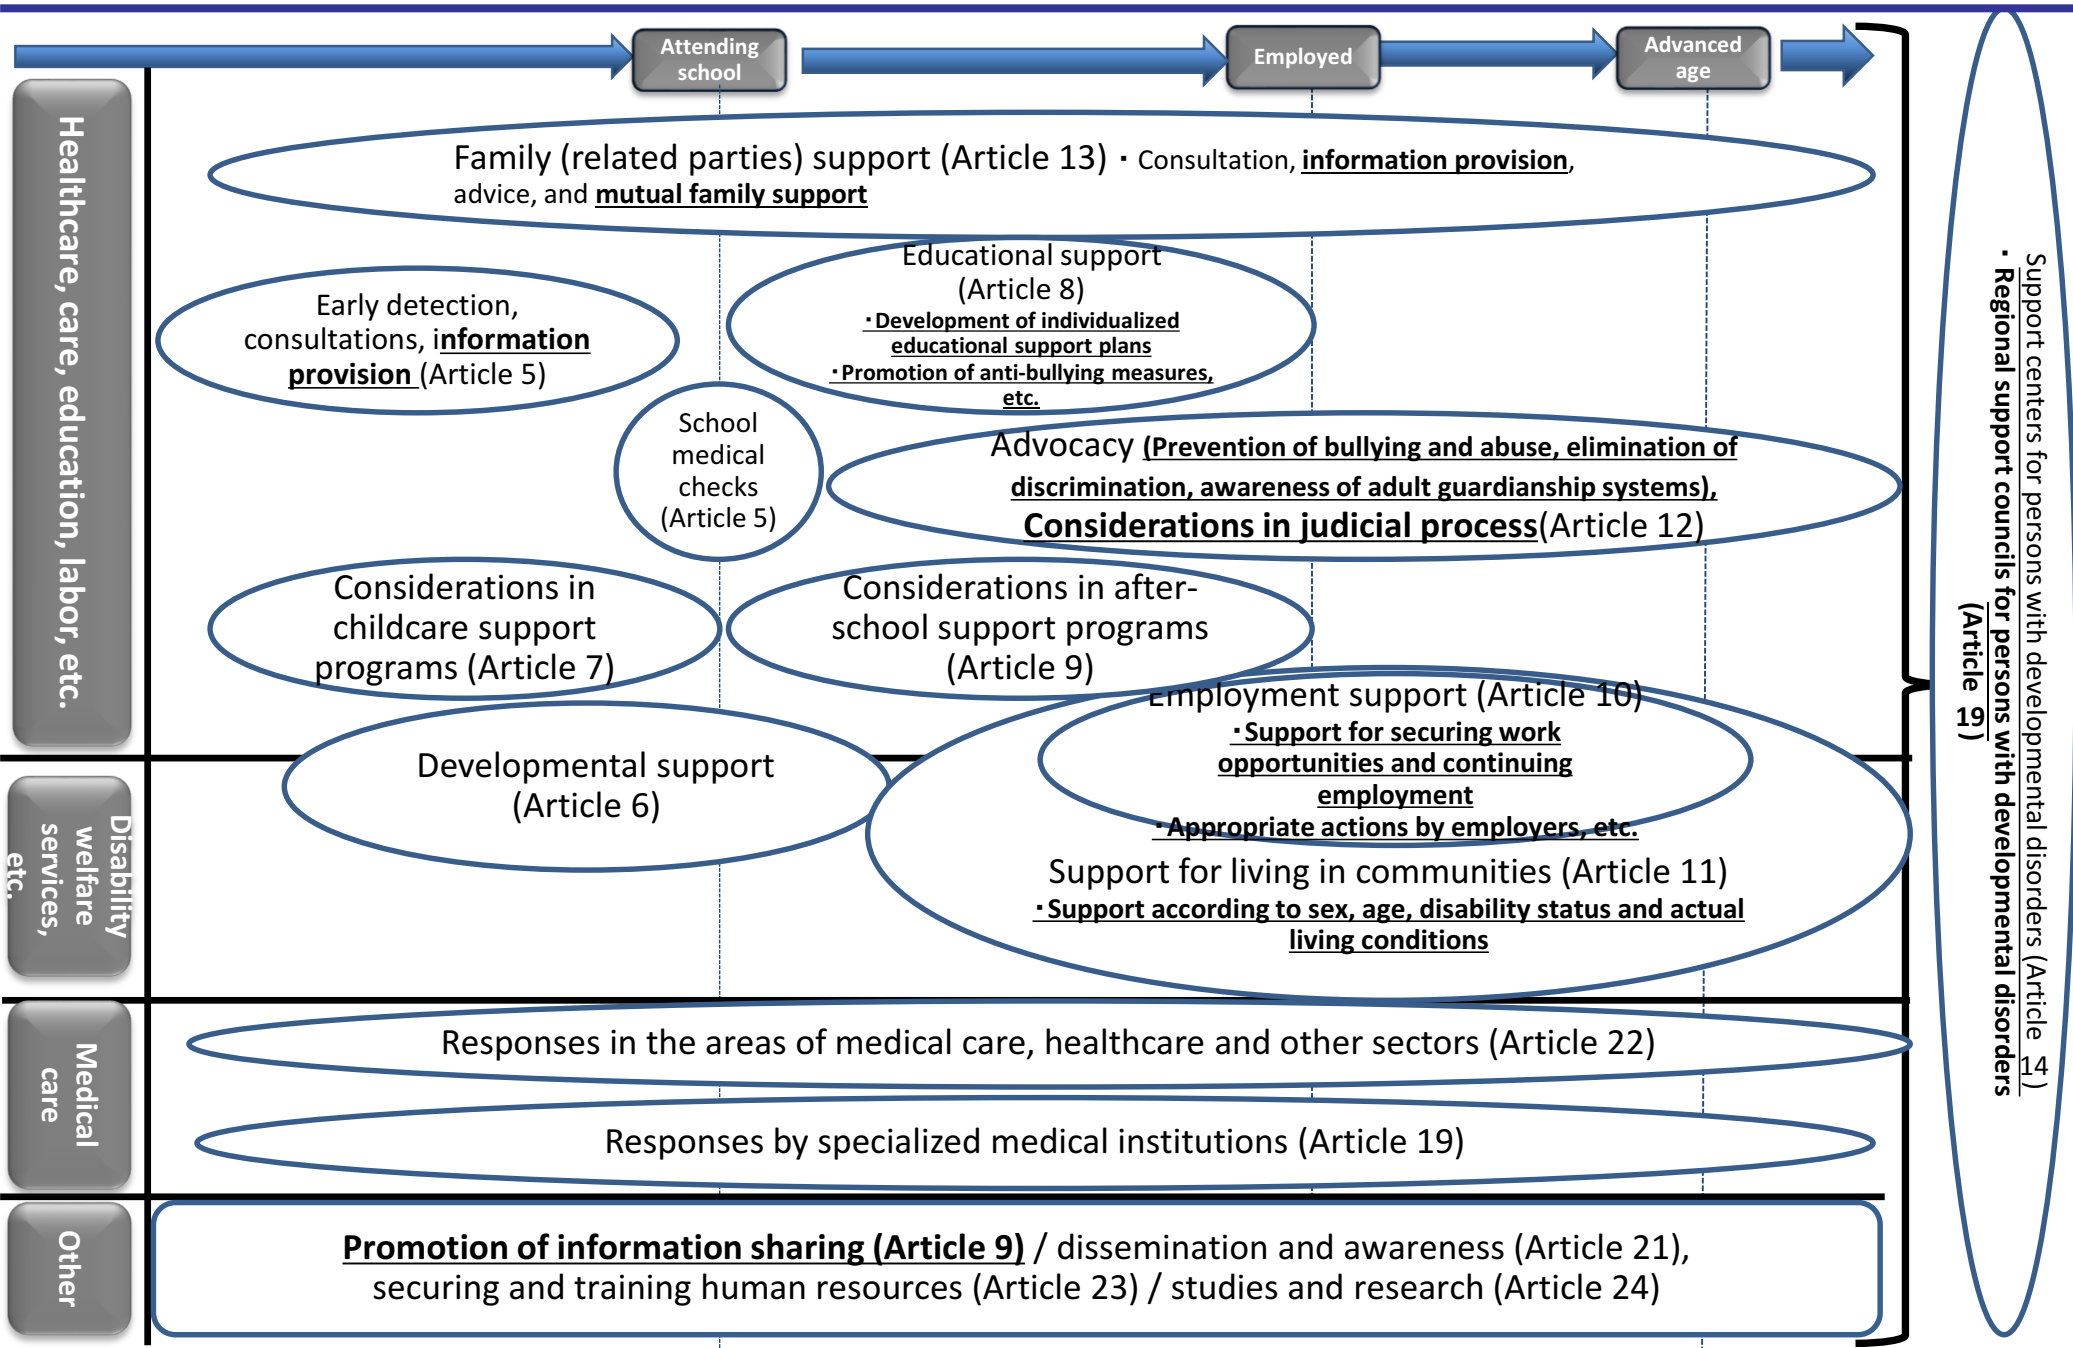 Attending
school
Employed
Advanced
age
Healthcare, care, education, labor, etc.
Family (related parties) support (Article 13)・Consultation, information provision,
advice, and mutual family support
Educational support
(Article 8)
・Development of individualized
educational support plans
・Promotion of anti-bullying measures,
etc.
Early detection,
consultations, information
provision (Article 5)
School
medical
checks
(Article 5)
Advocacy (Prevention of bullying and abuse, elimination of
discrimination, awareness of adult guardianship systems),
Considerations in judicial process(Article 12)
Considerations in
childcare support
programs (Article 7)
Considerations in after-
school support programs
(Article 9)
Employment support (Article 10)
・Support for securing work
opportunities and continuing
employment
・Appropriate actions by employers, etc.
Developmental support
(Article 6)
Disability
welfare
services,
etc.
Support for living in communities (Article 11)
・Support according to sex, age, disability status and actual
living conditions
Medical
care
Responses in the areas of medical care, healthcare and other sectors (Article 22)
Responses by specialized medical institutions (Article 19)
Other
Promotion of information sharing (Article 9) / dissemination and awareness (Article 21),
securing and training human resources (Article 23) / studies and research (Article 24)
Support centers for persons with developmental disorders (Article 14)
・Regional support councils for persons with developmental disorders
(Article 19)